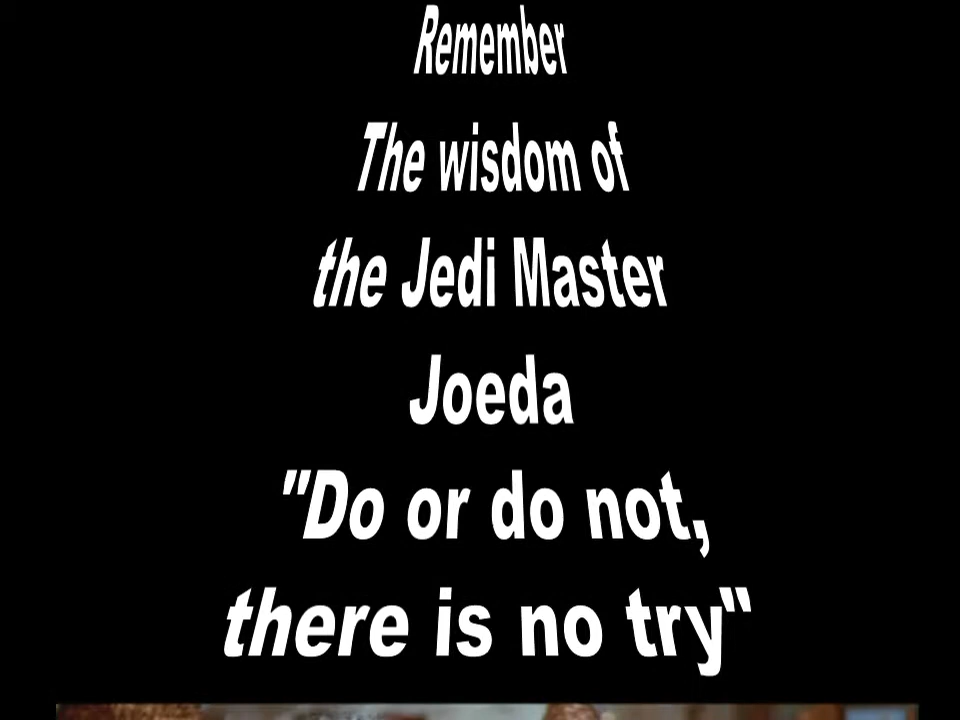 Remember
The wisdom of
the Jedi Master
Joeda
"Do or do not,
there is no try"